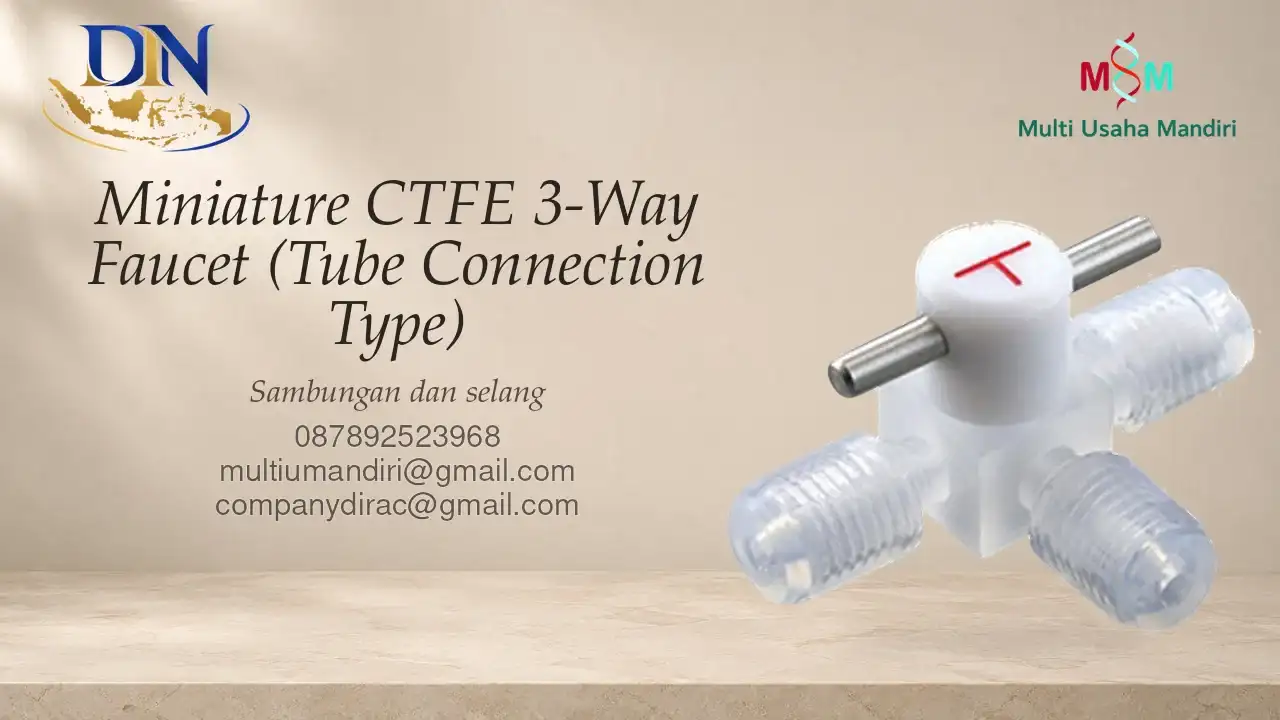 DN
M M
Multi Usaha Mandiri
Miniature CTFE 3-Way
Faucet (Tube Connection
Type)
Sambungan dan selang
087892523968
multiumandiri@gmail.com
companydirac@gmail.com
T